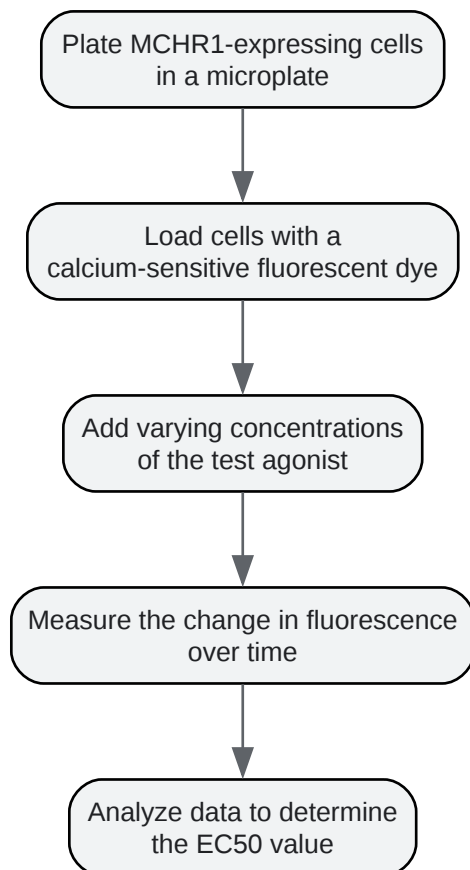 Plate MCHR1-expressing cells
in a microplate
Load cells with a
calcium-sensitive fluorescent dye
Add varying concentrations
of the test agonist
Measure the change in fluorescence
over time
Analyze data to determine
the EC50 value